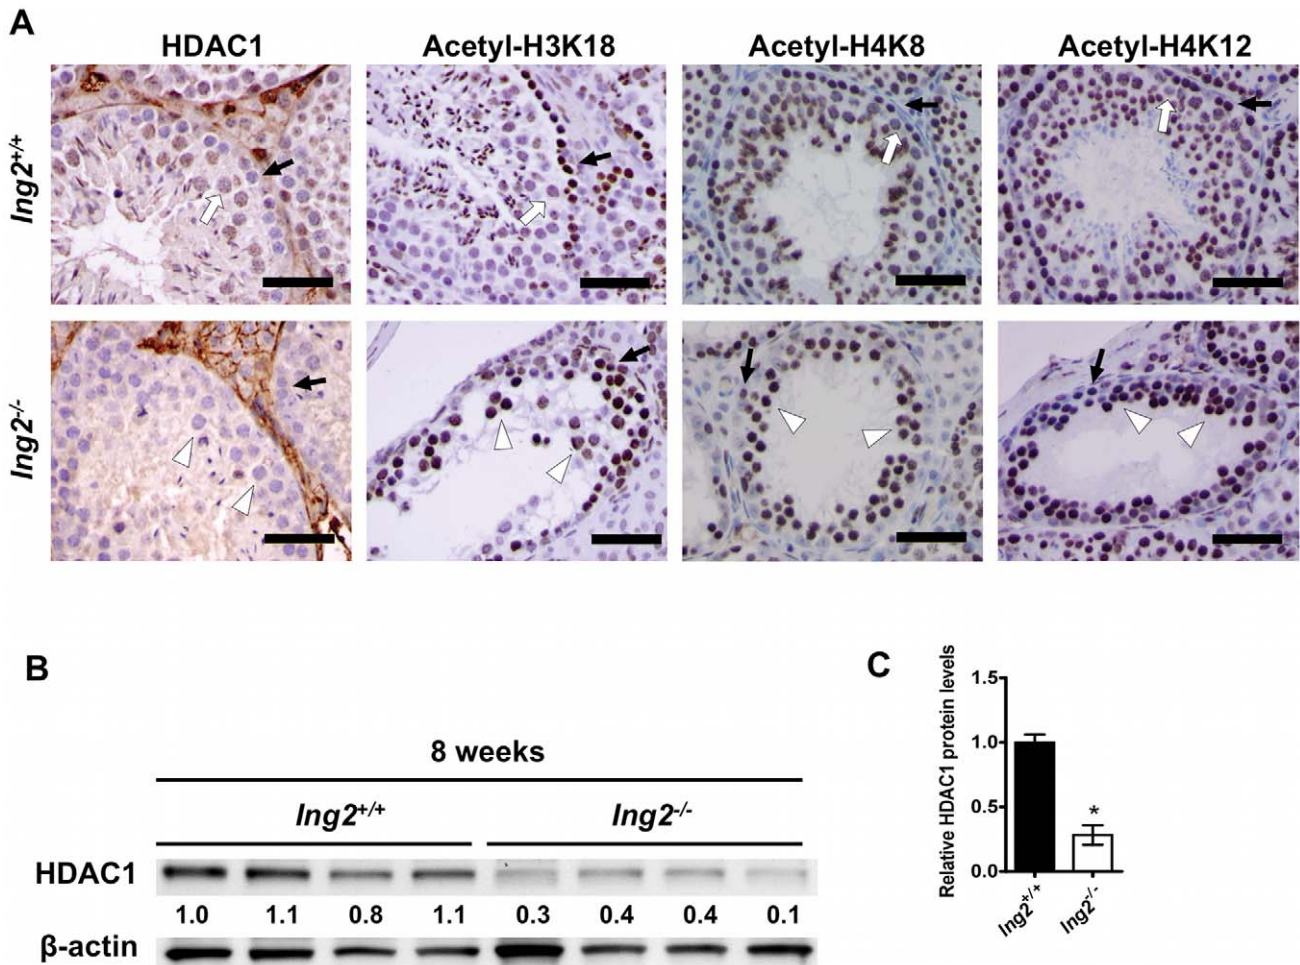 A
HDAC1 Acetyl-H3K18 Acetyl-H4K8 Acetyl-H4K12
Ing2+/+
Ing2-/-
B
8 weeks
Ing2+/+ Ing2-/-
HDAC1
1.0 1.1 0.8 1.1 0.3 0.4 0.4 0.1
β-actin
C
Relative HDAC1 protein levels
1.5
1.0
0.5
0.0
*
Ing2+/+ Ing2-/-